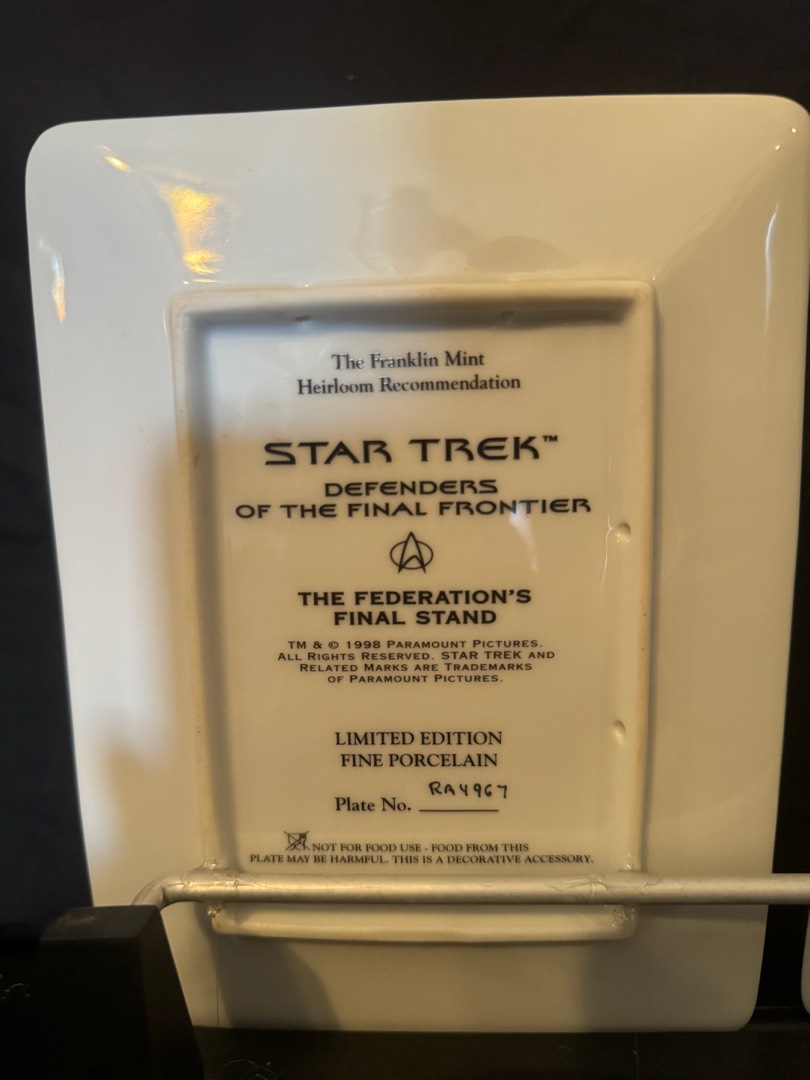 The Franklin Mint
Heirloom Recommendation
STAR TREK™
DEFENDERS
OF THE FINAL FRONTIER
THE FEDERATION'S
FINAL STAND
TM & © 1998 PARAMOUNT PICTURES.
ALL RIGHTS RESERVED. STAR TREK AND
RELATED MARKS ARE TRADEMARKS
OF PARAMOUNT PICTURES.
LIMITED EDITION
FINE PORCELAIN
Plate No. RA4967
NOT FOR FOOD USE - FOOD FROM THIS
PLATE MAY BE HARMFUL. THIS IS A DECORATIVE ACCESSORY.